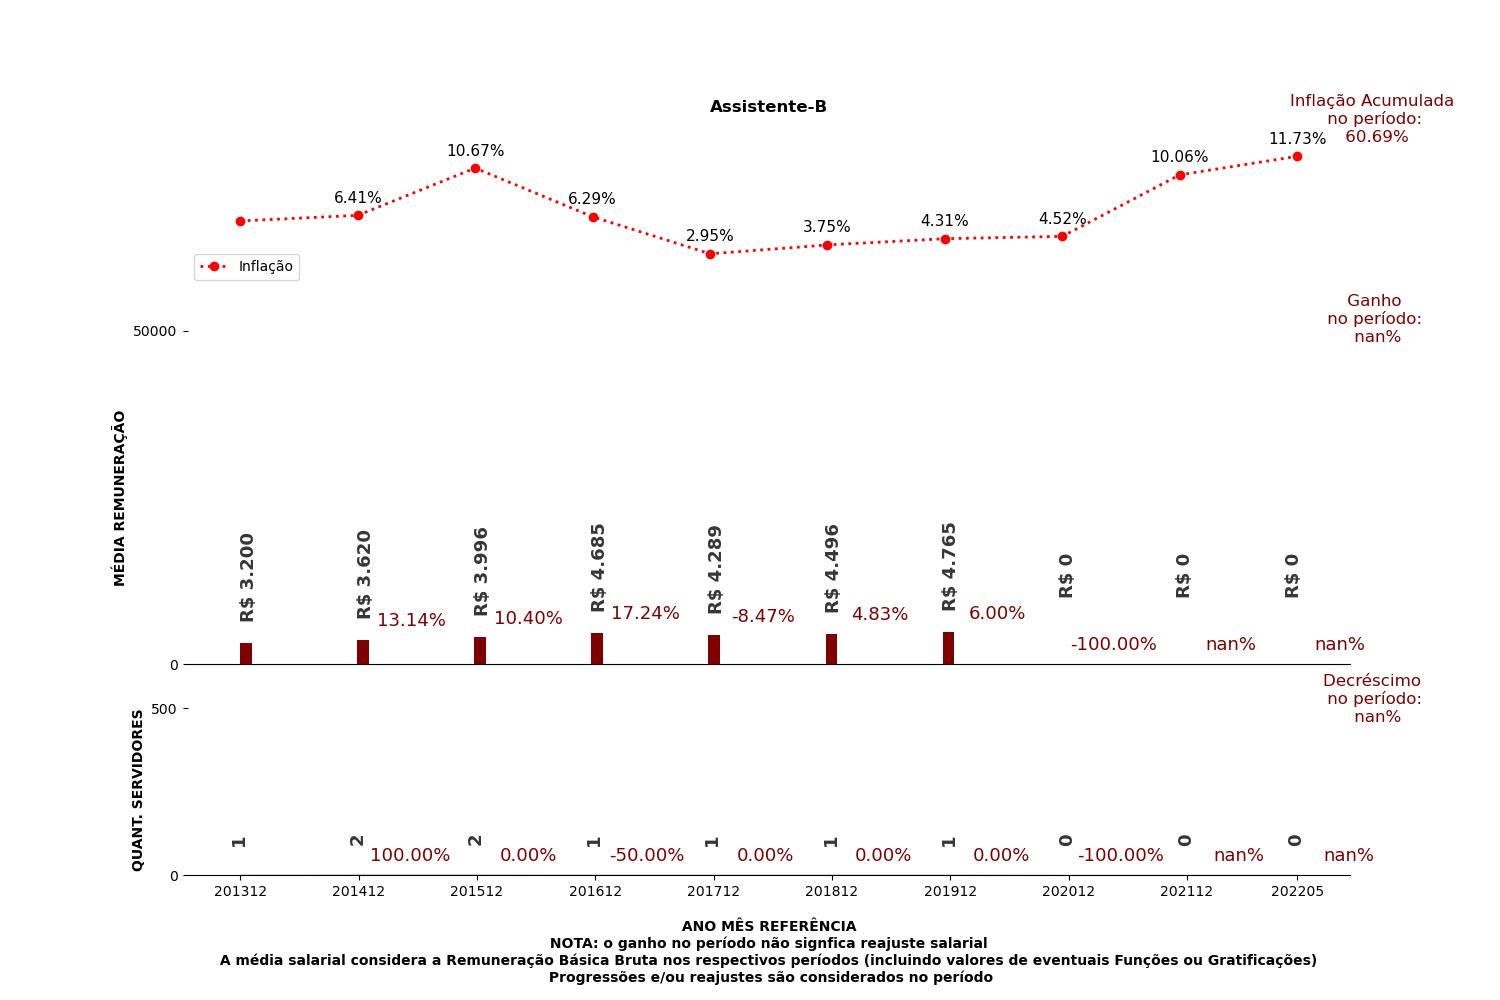 Assistente-B
Inflação Acumulada
no período:
60.69%
6.41%
10.67%
6.29%
2.95%
3.75%
4.31%
4.52%
10.06%
11.73%
Inflação
Ganho
no período:
nan%
50000
0
MÉDIA REMUNERAÇÃO
R$ 3.200
R$ 3.620
R$ 3.996
R$ 4.685
R$ 4.289
R$ 4.496
R$ 4.765
R$ 0
R$ 0
R$ 0
13.14%
10.40%
17.24%
-8.47%
4.83%
6.00%
-100.00%
nan%
nan%
Decréscimo
no período:
nan%
500
0
QUANT. SERVIDORES
1
2
2
1
1
1
1
0
0
0
100.00%
0.00%
-50.00%
0.00%
0.00%
0.00%
-100.00%
nan%
nan%
201312
201412
201512
201612
201712
201812
201912
202012
202112
202205
ANO MÊS REFERÊNCIA
NOTA: o ganho no período não signfica reajuste salarial
A média salarial considera a Remuneração Básica Bruta nos respectivos períodos (incluindo valores de eventuais Funções ou Gratificações)
Progressões e/ou reajustes são considerados no período